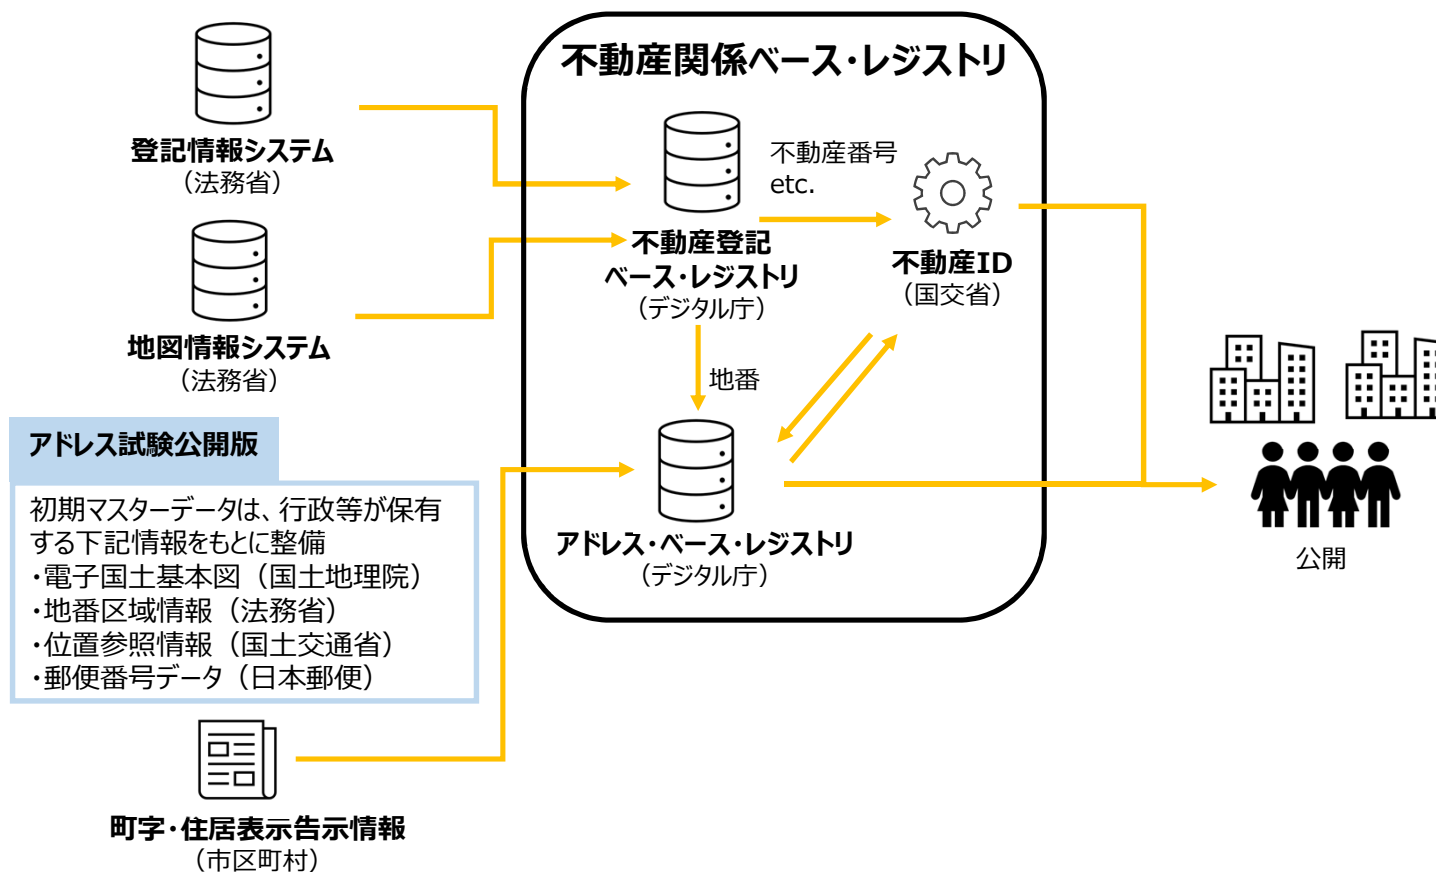 不動産関係ベース・レジストリ
登記情報システム
（法務省）
地図情報システム
（法務省）
不動産登記
ベース・レジストリ
（デジタル庁）
不動産番号
etc.
不動産ID
（国交省）
地番
アドレス・ベース・レジストリ
（デジタル庁）
公開
アドレス試験公開版
初期マスターデータは、行政等が保有
する下記情報をもとに整備
・電子国土基本図（国土地理院）
・地番区域情報（法務省）
・位置参照情報（国土交通省）
・郵便番号データ（日本郵便）
町字・住居表示告示情報
（市区町村）